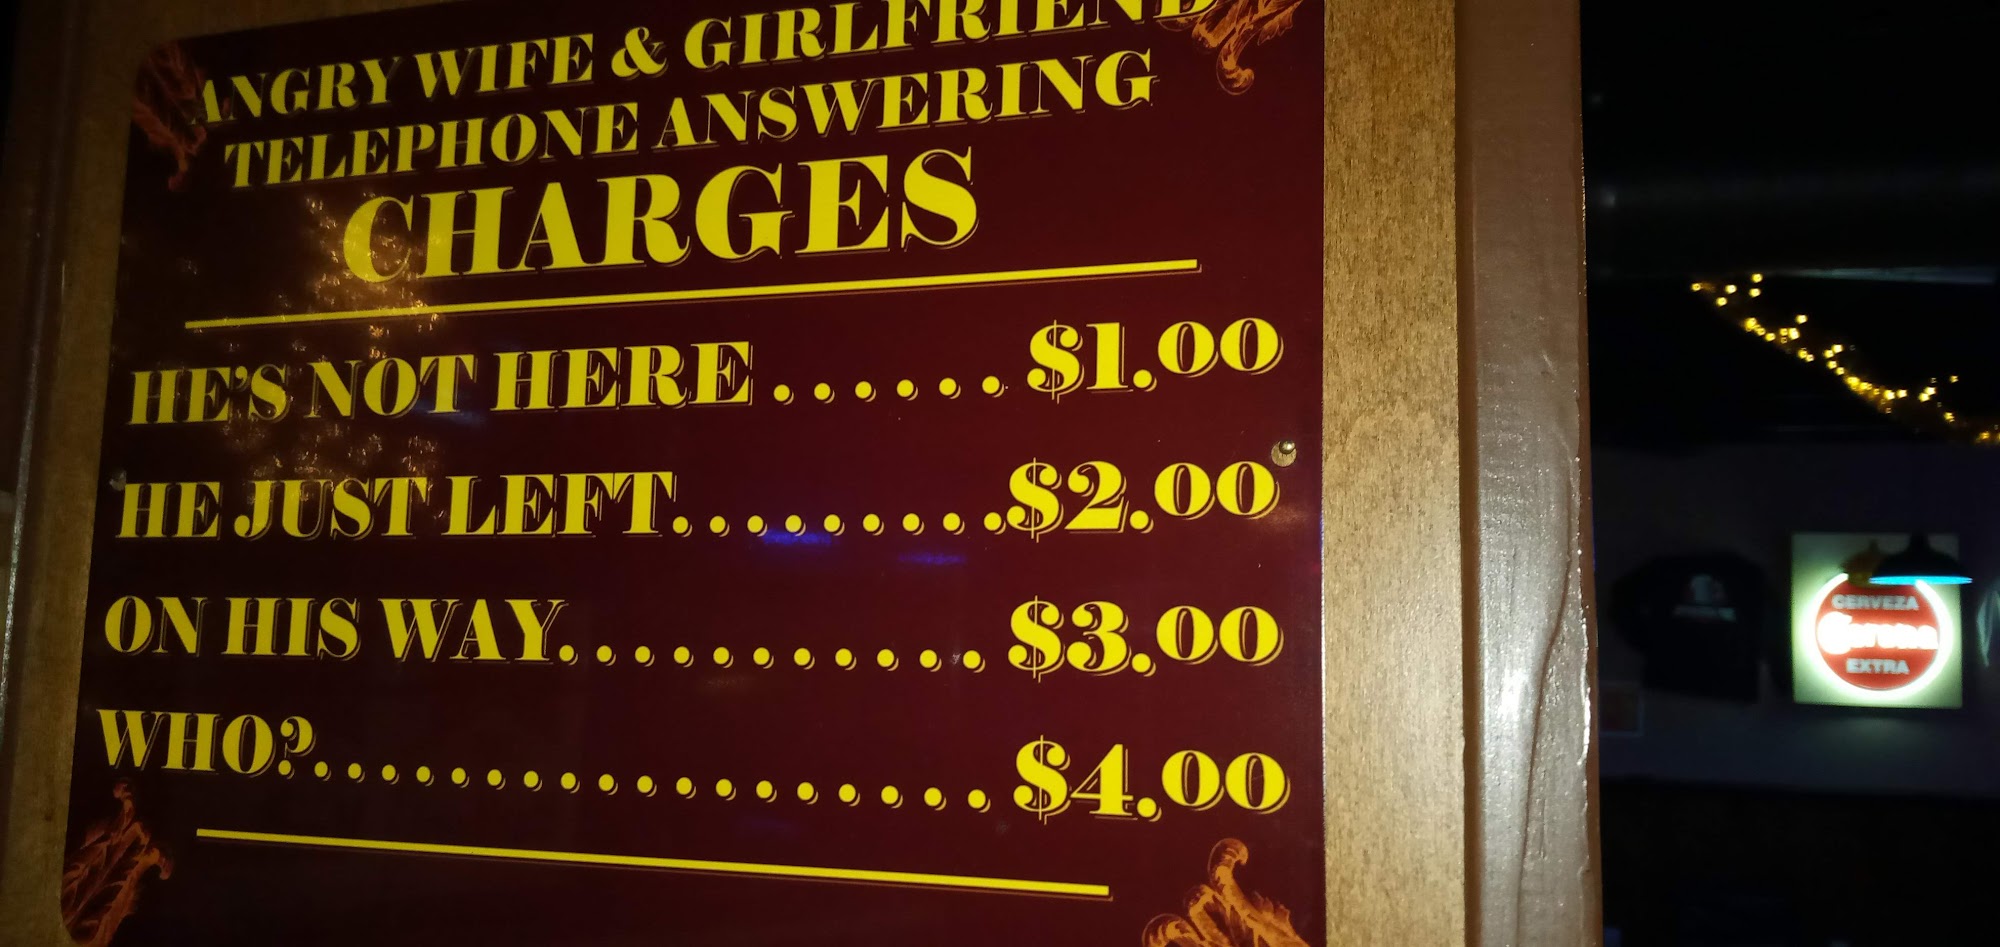 ANGRY WIFE & GIRLFRIEND
TELEPHONE ANSWERING
CHARGES
HE'S NOT HERE . . . . . . $1.00
HE JUST LEFT. . . . . . . . .$2.00
ON HIS WAY. . . . . . . . . . . $3.00
WHO?. . . . . . . . . . . . . . . . . . $4.00
CERVEZA
Corona
EXTRA